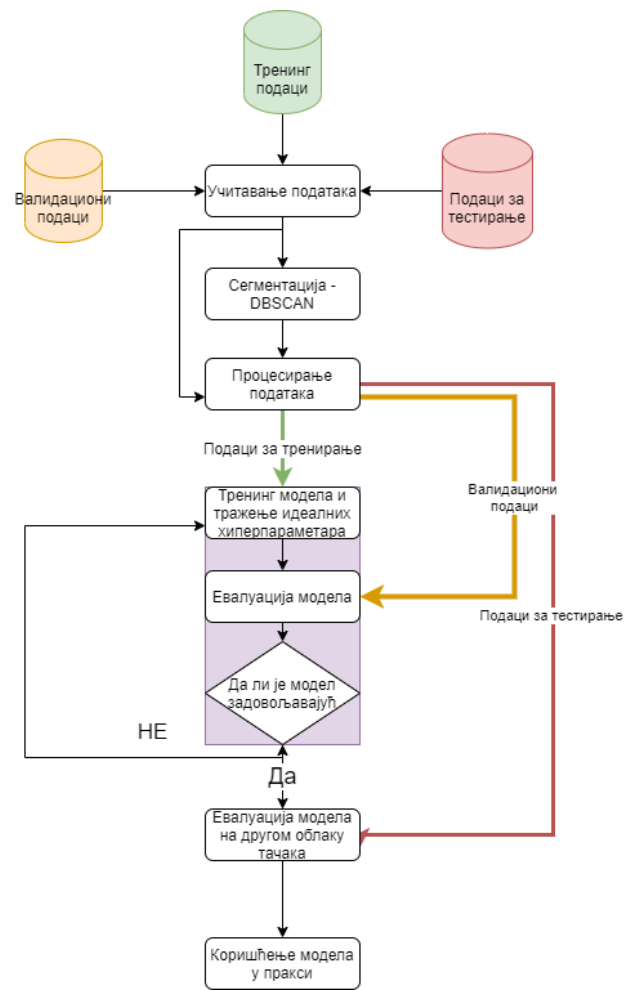 Тренинг
подаци
Валидациони
подаци
Учитавање података
Подаци за
тестирање
Сегментација -
DBSCAN
Процесирање
података
Подаци за тренирање
Валидациони
подаци
Тренинг модела и
тражење идеалних
хиперпараметара
Евалуација модела
Подаци за тестирање
Да ли је модел
задовољавајућ
НЕ
Да
Евалуација модела
на другом облаку
тачака
Коришћење модела
у пракси